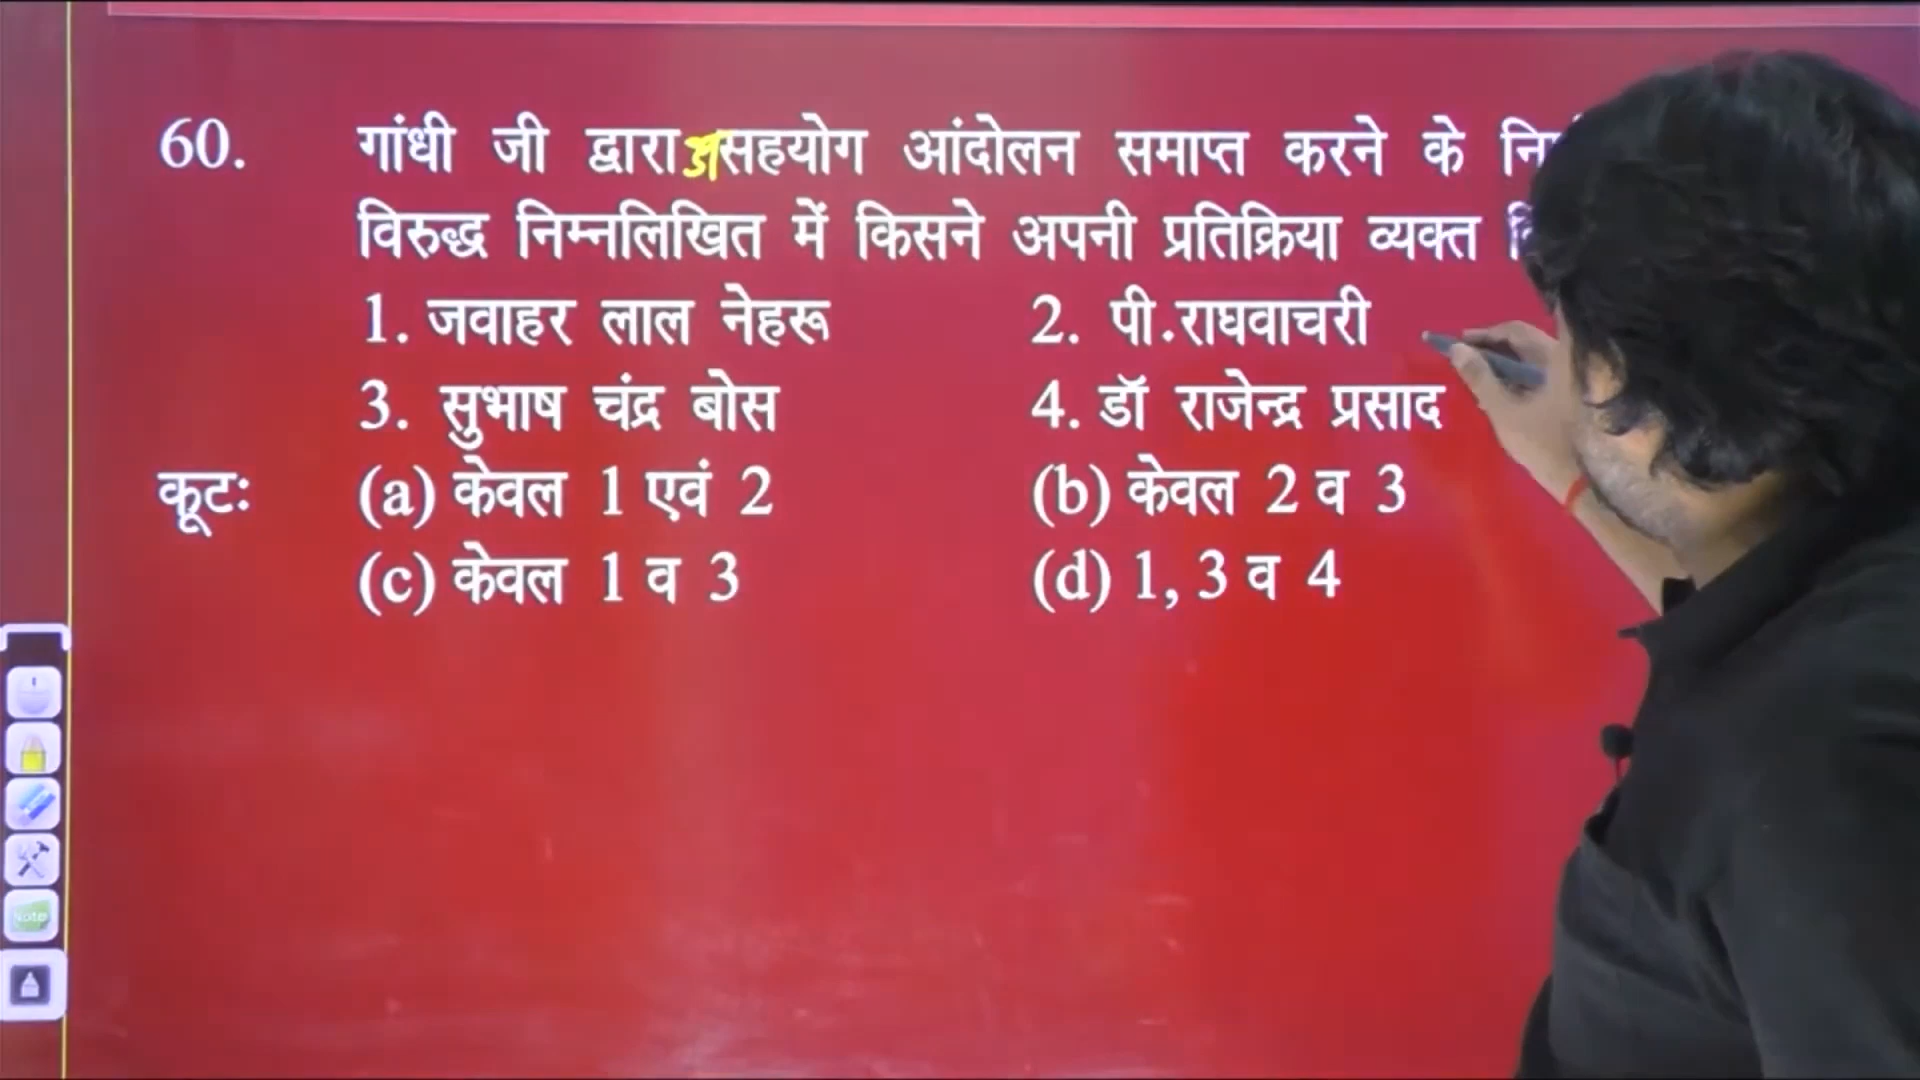 60. गांधी जी द्वारा असहयोग आंदोलन समाप्त करने के
विरुद्ध निम्नलिखित में किसने अपनी प्रतिक्रिया व्यक्त
1. जवाहर लाल नेहरू 2. पी.राघवाचरी
3. सुभाष चंद्र बोस 4. डॉ राजेन्द्र प्रसाद
कूटः (a) केवल 1 एवं 2 (b) केवल 2 व 3
(c) केवल 1 व 3 (d) 1, 3 व 4
Note